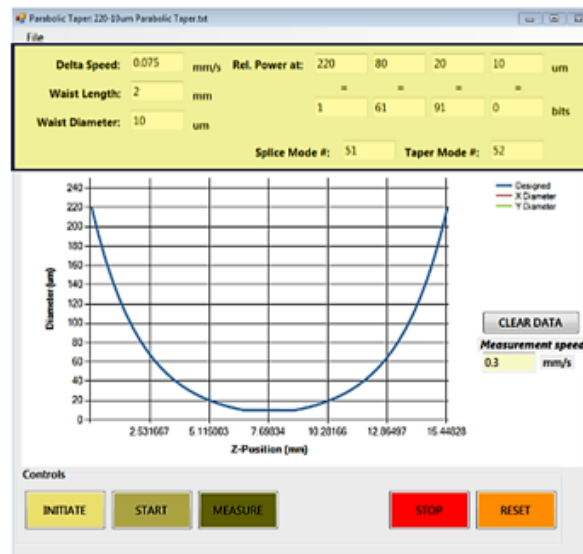 Parabolic Taper: 220-10um Parabolic Taper.txt
File
Delta Speed: 0.075 mm/s Rel. Power at: 220 80 20 10 um
= = = =
Waist Length: 2 mm 1 61 91 0 bits
Waist Diameter: 10 um
Splice Mode #: 51 Taper Mode #: 52
Designed
X Diameter
Y Diameter
240
220
200
180
160
140
120
100
80
60
40
20
0
Diameter (um)
2.531667 5.115003 7.69834 10.28166 12.86497 15.44828
Z-Position (mm)
CLEAR DATA
Measurement speed
0.3 mm/s
Controls
INITIATE START MEASURE STOP RESET